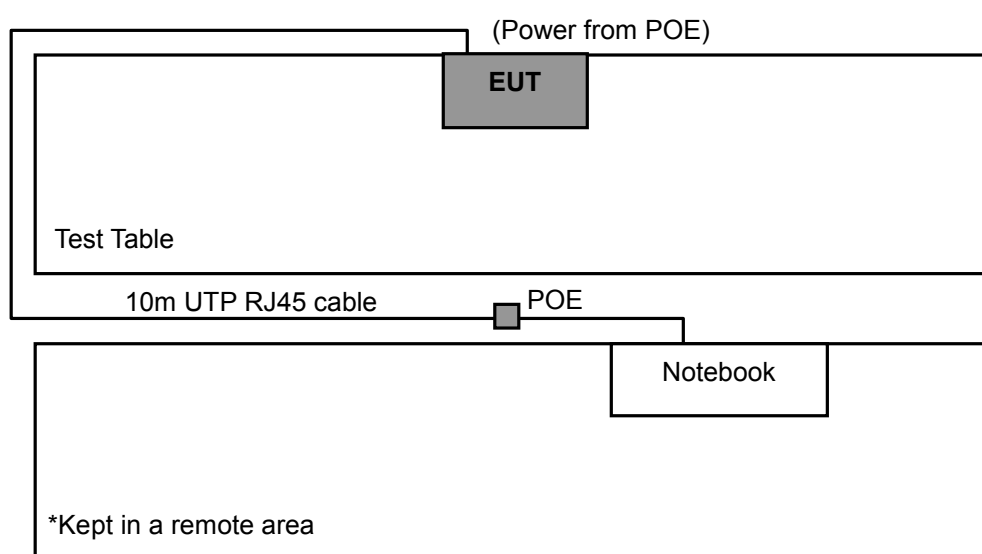 (Power from POE)
EUT
Test Table
10m UTP RJ45 cable
POE
Notebook
*Kept in a remote area